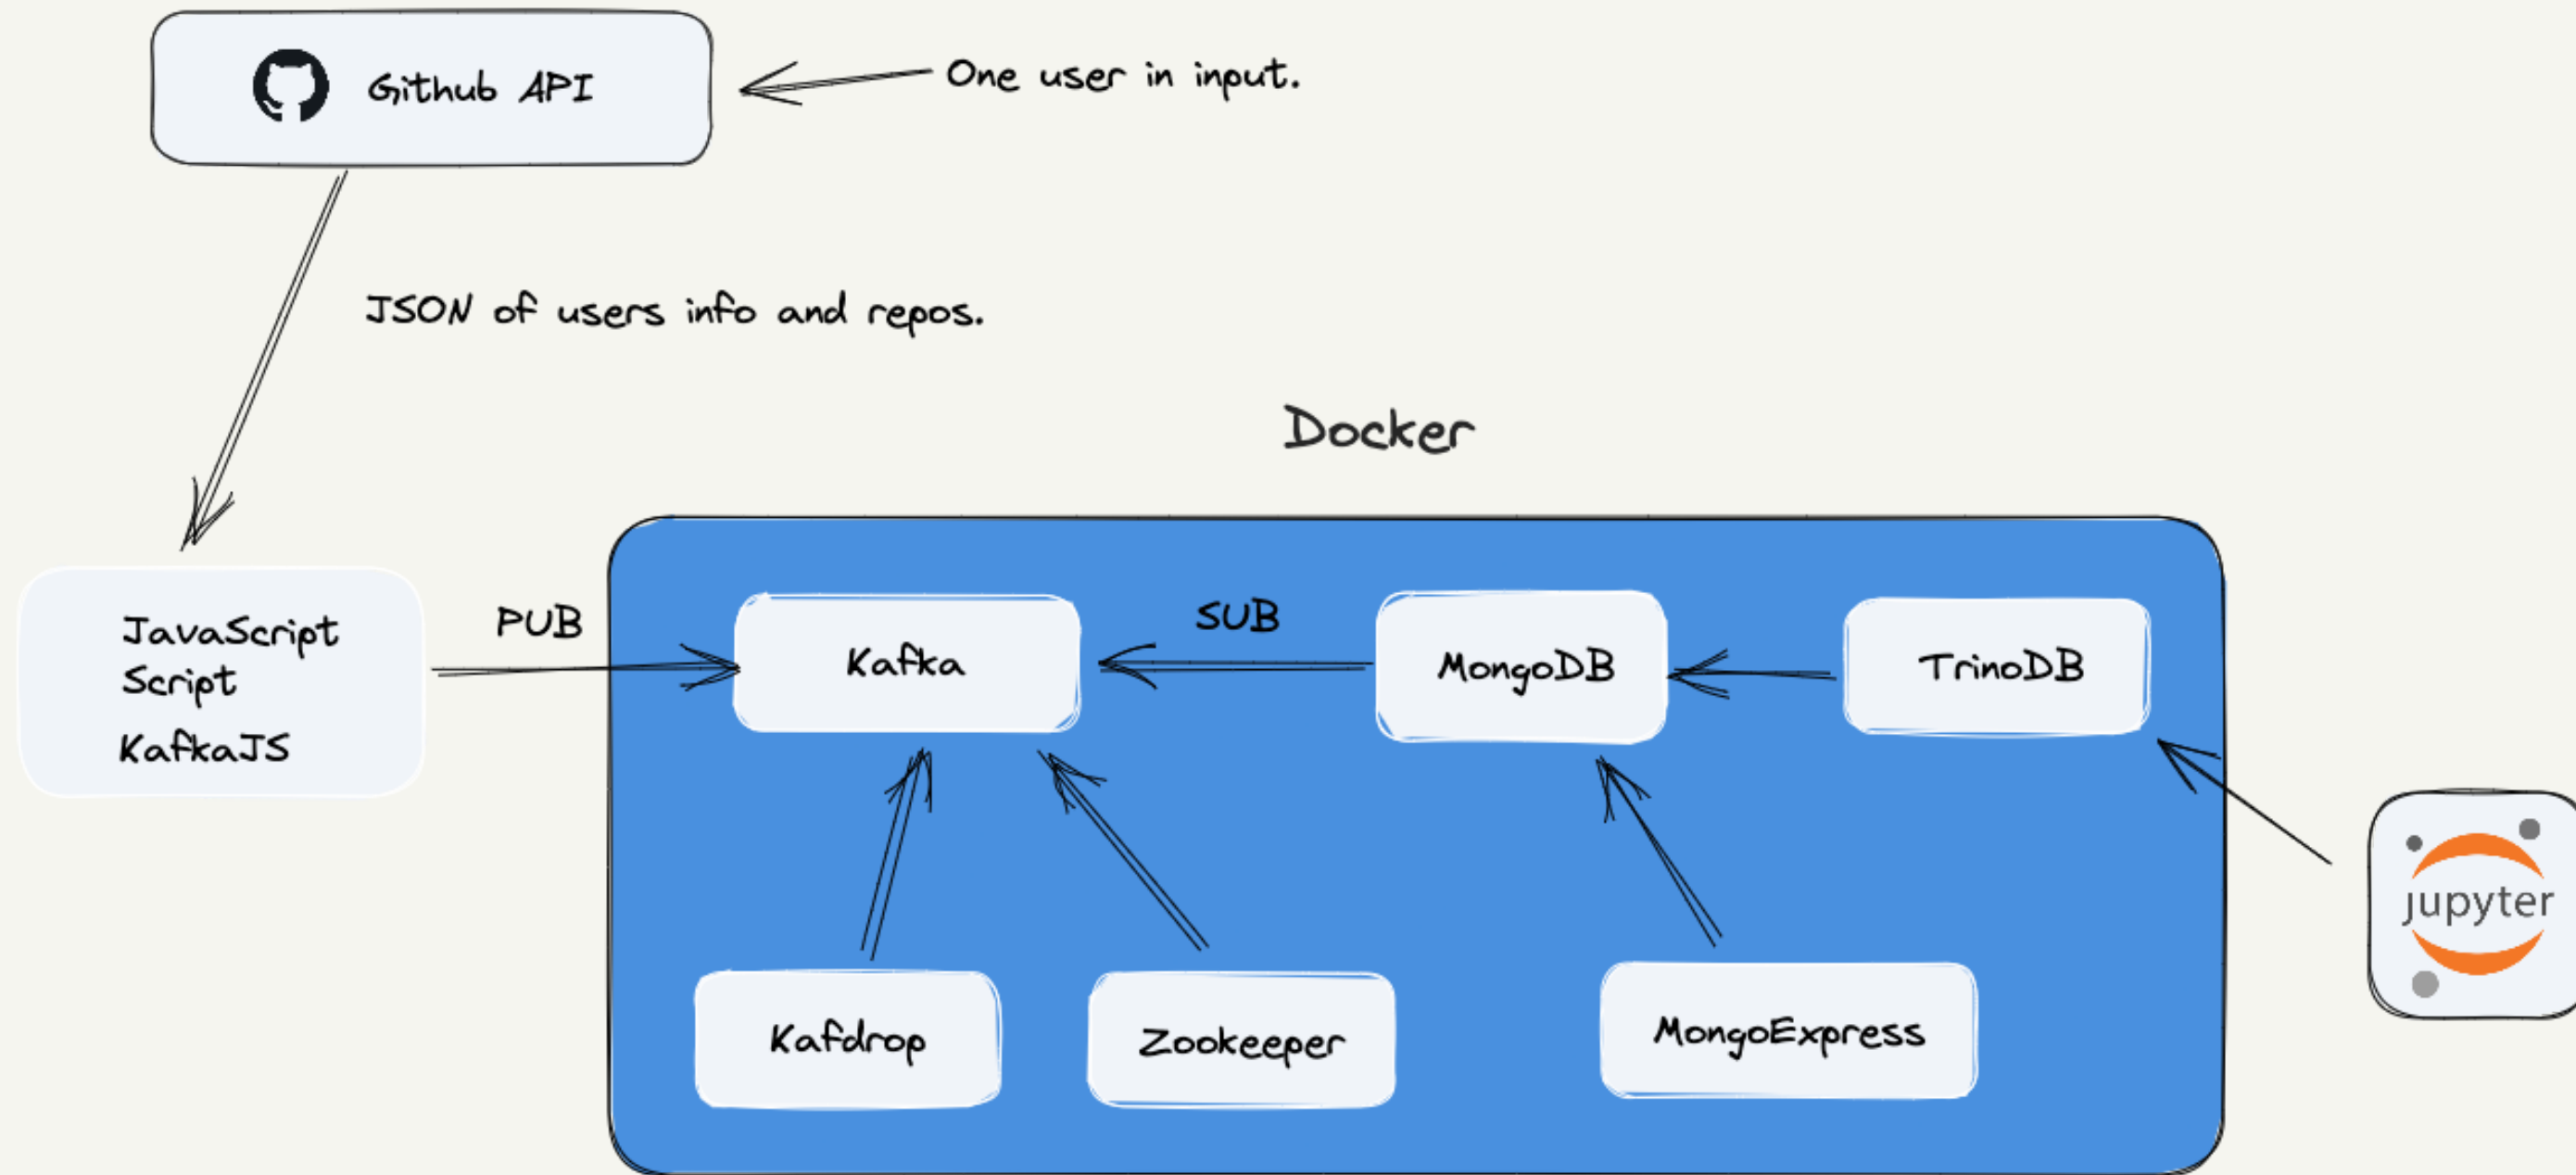 Github API
One user in input.
JSON of users info and repos.
Docker
JavaScript
Script
KafkaJS
PUB
Kafka
SUB
MongoDB
TrinoDB
jupyter
Kafdrop
Zookeeper
MongoExpress